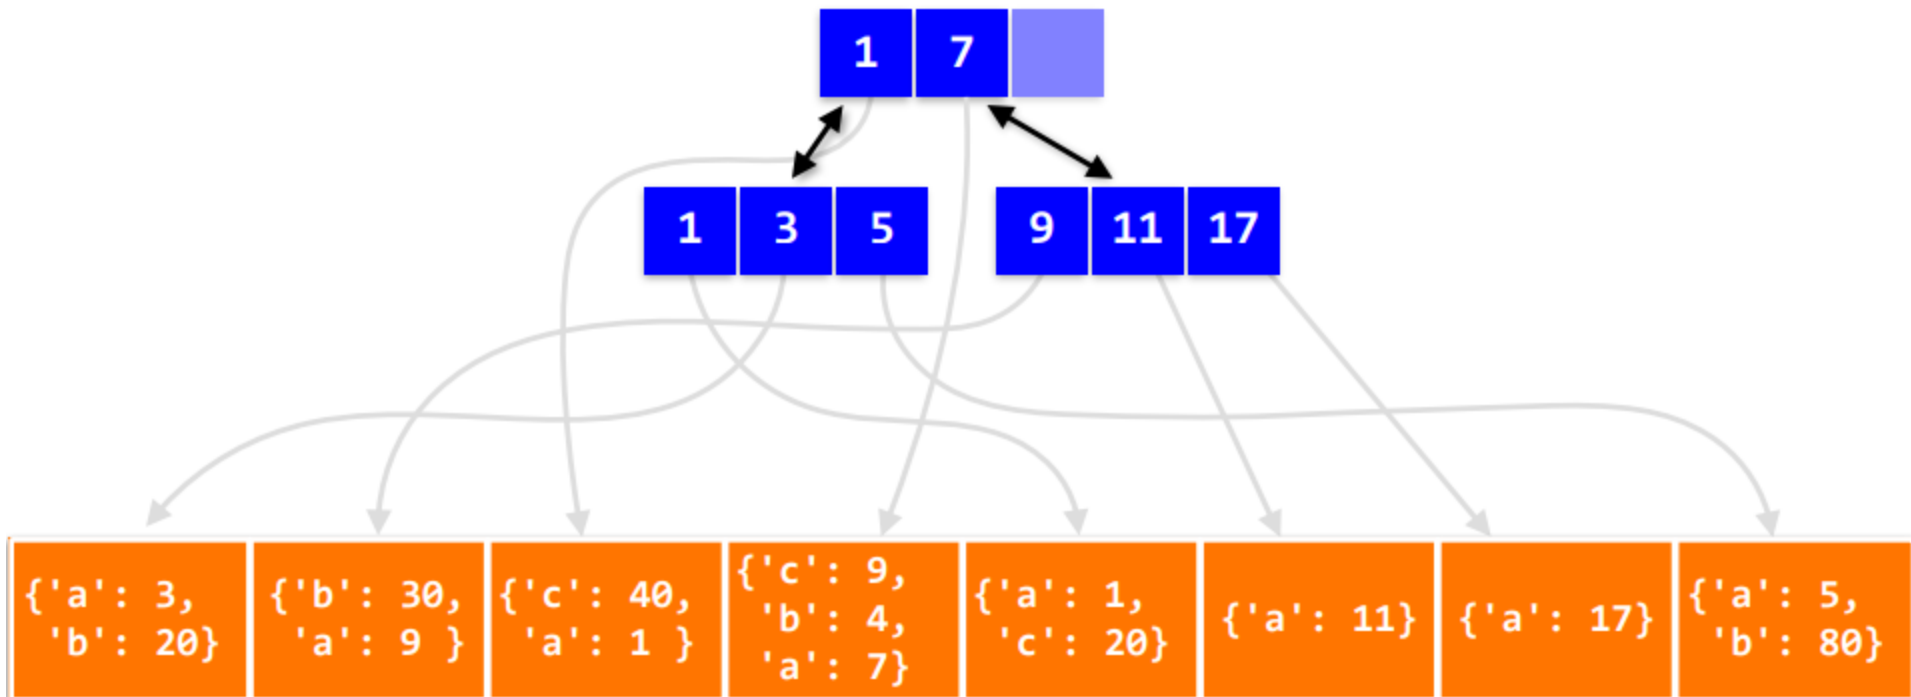 1 7
1 3 5 9 11 17
{'a': 3,
'b': 20}
{'b': 30,
'a': 9 }
{'c': 40,
'a': 1 }
{'c': 9,
'b': 4,
'a': 7}
{'a': 1,
'c': 20}
{'a': 11}
{'a': 17}
{'a': 5,
'b': 80}